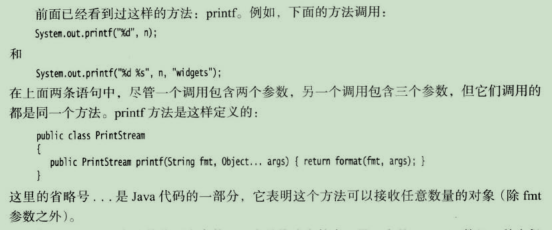 前面已经看到过这样的方法：printf。例如，下面的方法调用：
System.out.printf("%d", n);
和
System.out.printf("%d %s", n, "widgets");
在上面两条语句中，尽管一个调用包含两个参数，另一个调用包含三个参数，但它们调用的
都是同一个方法。printf 方法是这样定义的：
public class PrintStream
{
public PrintStream printf(String fmt, Object... args) { return format(fmt, args); }
}
这里的省略号 . . . 是 Java 代码的一部分，它表明这个方法可以接收任意数量的对象（除 fmt
参数之外）。